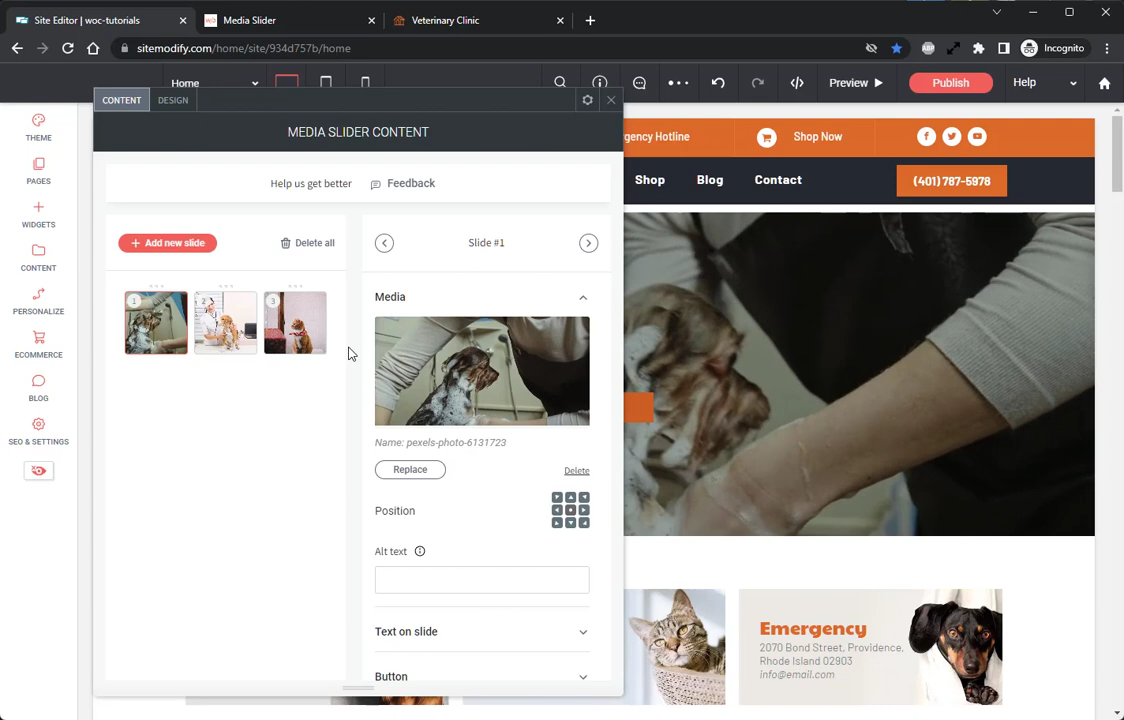 Site Editor | woc-tutorials
Media Slider
Veterinary Clinic
sitemodify.com/home/site/934d757b/home
ABP
Incognito
Home
Preview
Publish
Help
THEME
PAGES
WIDGETS
CONTENT
PERSONALIZE
ECOMMERCE
BLOG
SEO & SETTINGS
CONTENT
DESIGN
MEDIA SLIDER CONTENT
Help us get better
Feedback
Add new slide
Delete all
1
2
3
Slide #1
Media
Name: pexels-photo-6131723
Replace
Delete
Position
Alt text
Text on slide
Button
gency Hotline
Shop Now
Shop
Blog
Contact
(401) 787-5978
Emergency
2070 Bond Street, Providence,
Rhode Island 02903
info@email.com